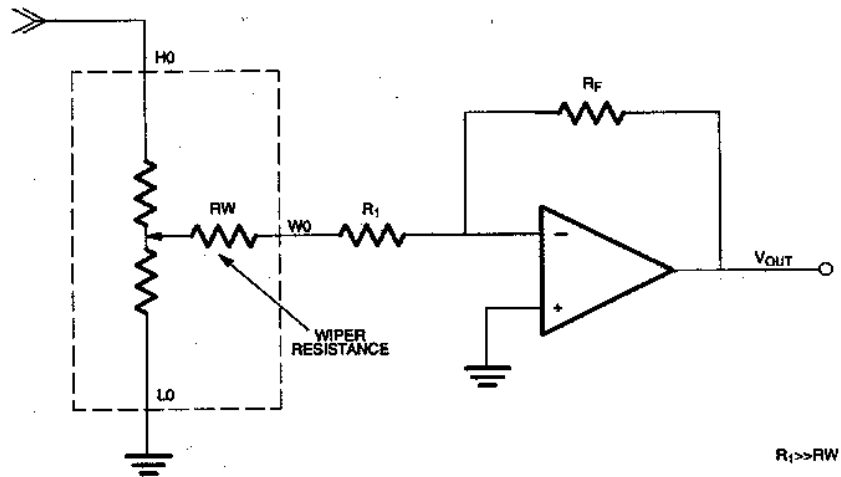 H0
RF
RW
W0
R1
−
VOUT
+
WIPER
RESISTANCE
L0
R1>>RW